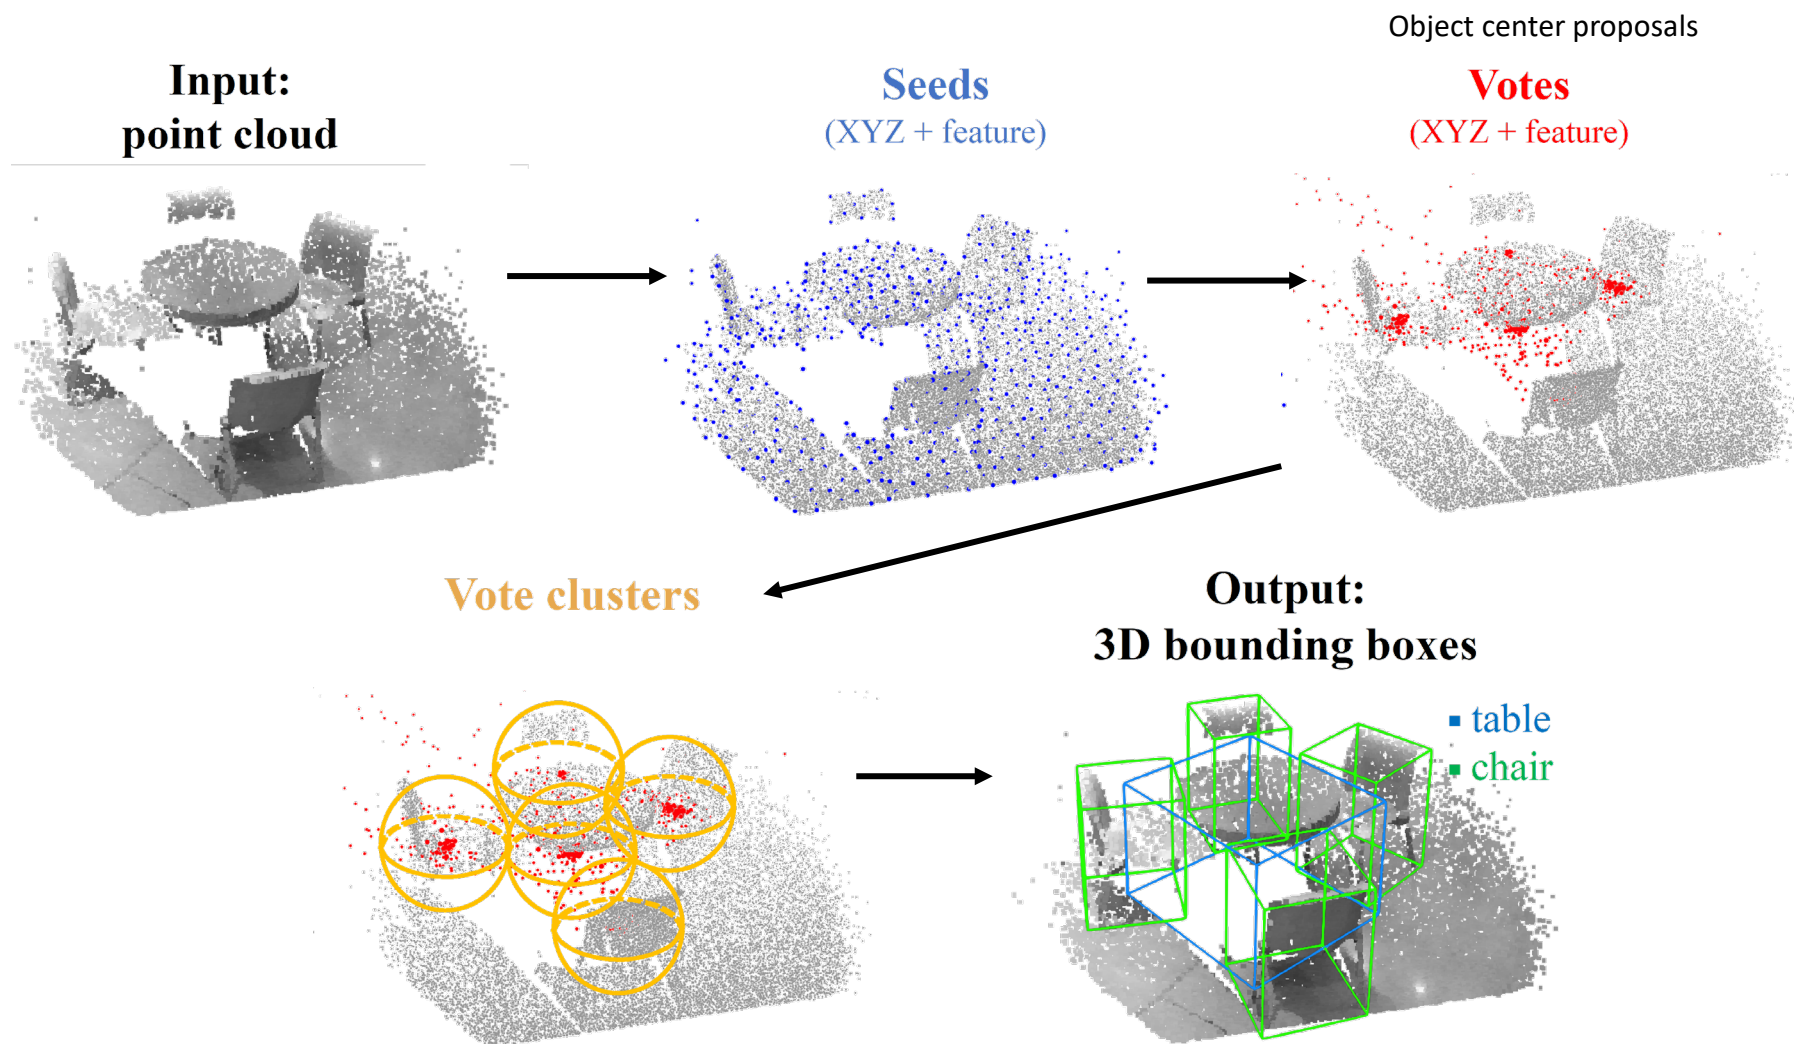 Object center proposals
Input:
point cloud
Seeds
(XYZ + feature)
Votes
(XYZ + feature)
Vote clusters
Output:
3D bounding boxes
table
chair